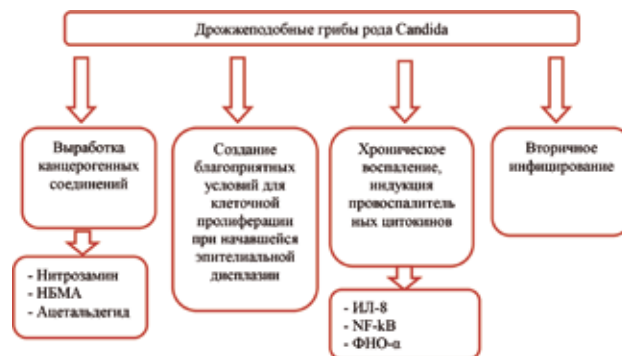 Дрожжеподобные грибы рода Candida
Выработка
канцерогенных
соединений
Создание
благоприятных
условий для
клеточной
пролиферации
при начавшейся
эпителиальной
дисплазии
Хроническое
воспаление,
индукция
провоспалитель
ных цитокинов
Вторичное
инфицирование
- Нитрозамин
- НБМА
- Ацетальдегид
- ИЛ-8
- NF-kB
- ФНО-α